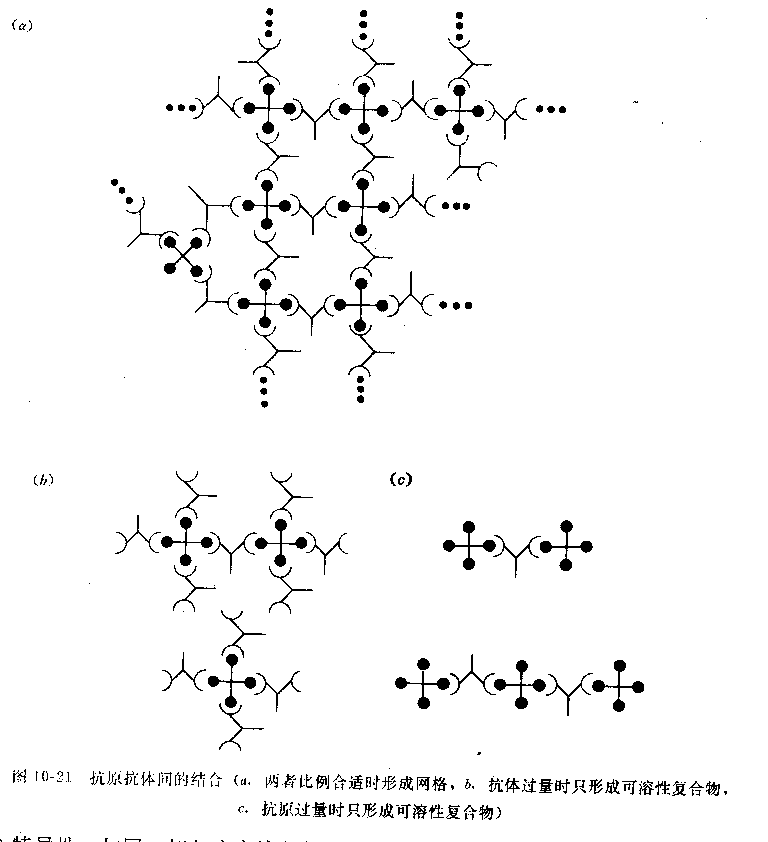 (a)
(b)
(c)
图10-21 抗原抗体间的结合（a. 两者比例合适时形成网格，b. 抗体过量时只形成可溶性复合物，
c. 抗原过量时只形成可溶性复合物）